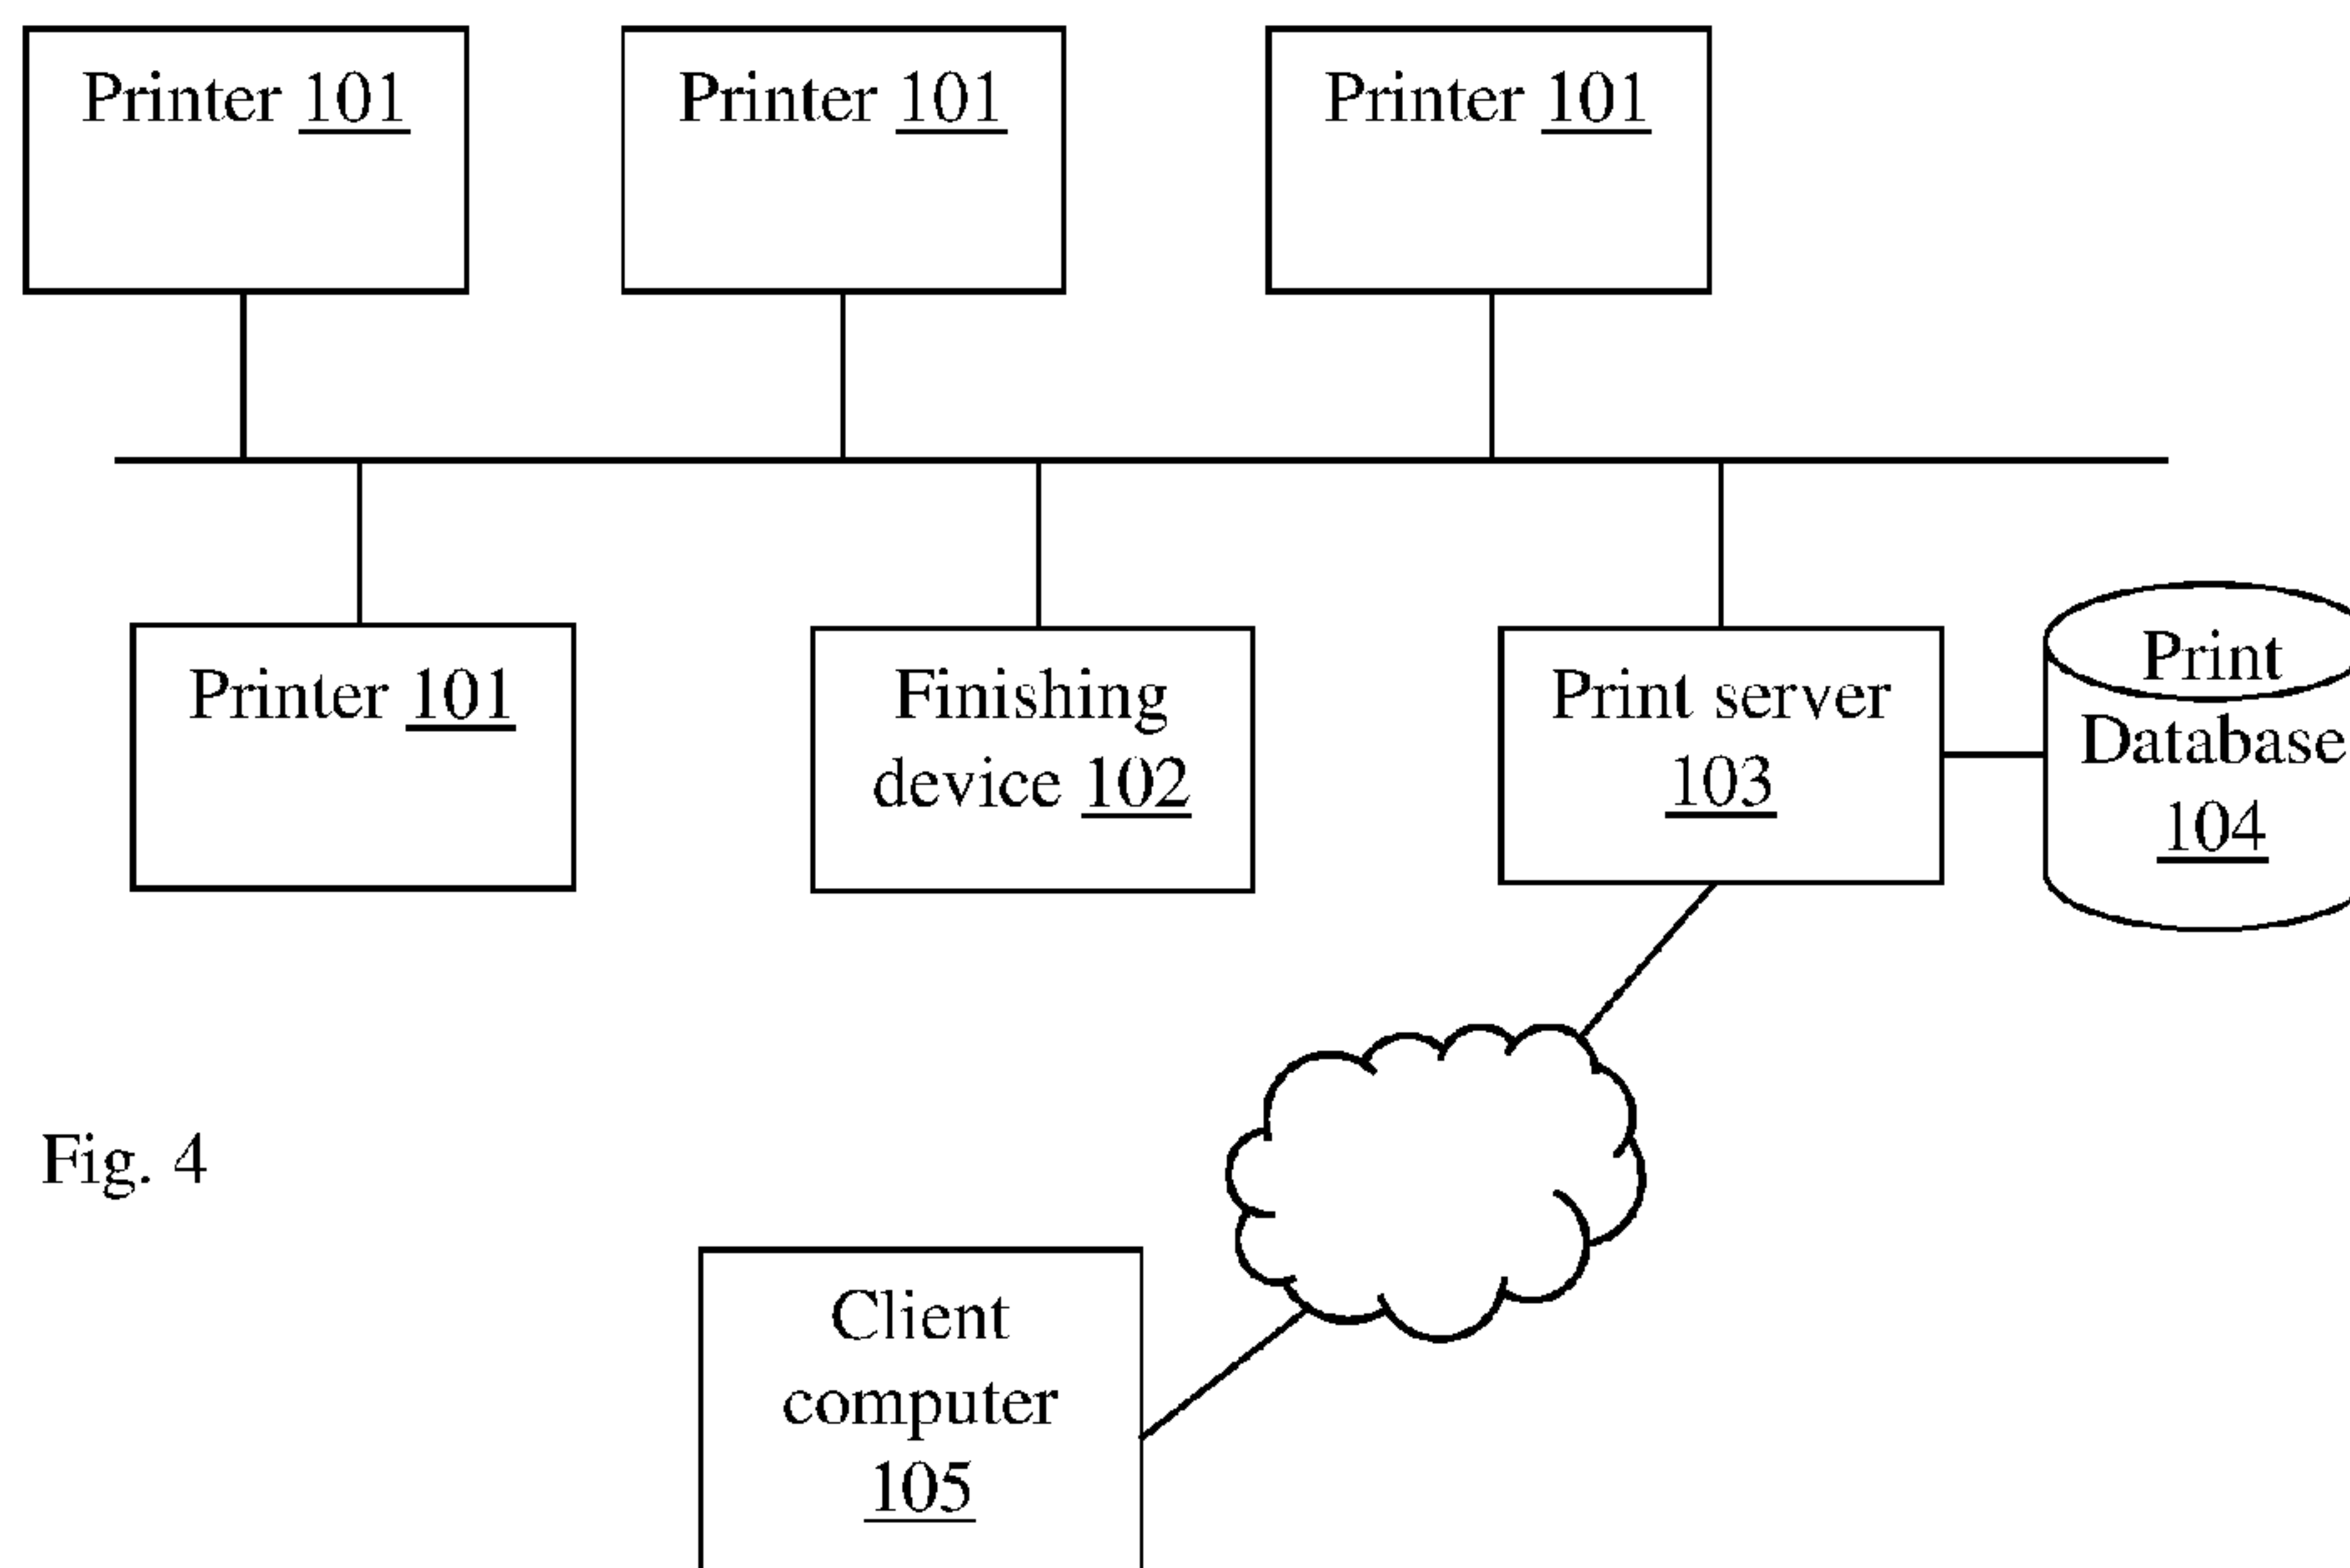 Printer 101
Printer 101
Printer 101
Printer 101
Finishing
device 102
Print server
103
Print
Database
104
Fig. 4
Client
computer
105